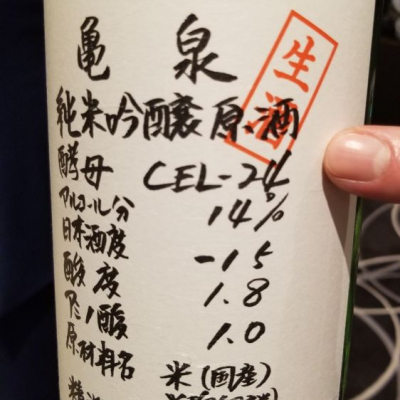 亀泉
生酒
純米吟醸原酒
酵母 CEL-24
アルコール分 14%
日本酒度 -15
酸度 1.8
アミノ酸 1.0
原材料名 米(国産)
精